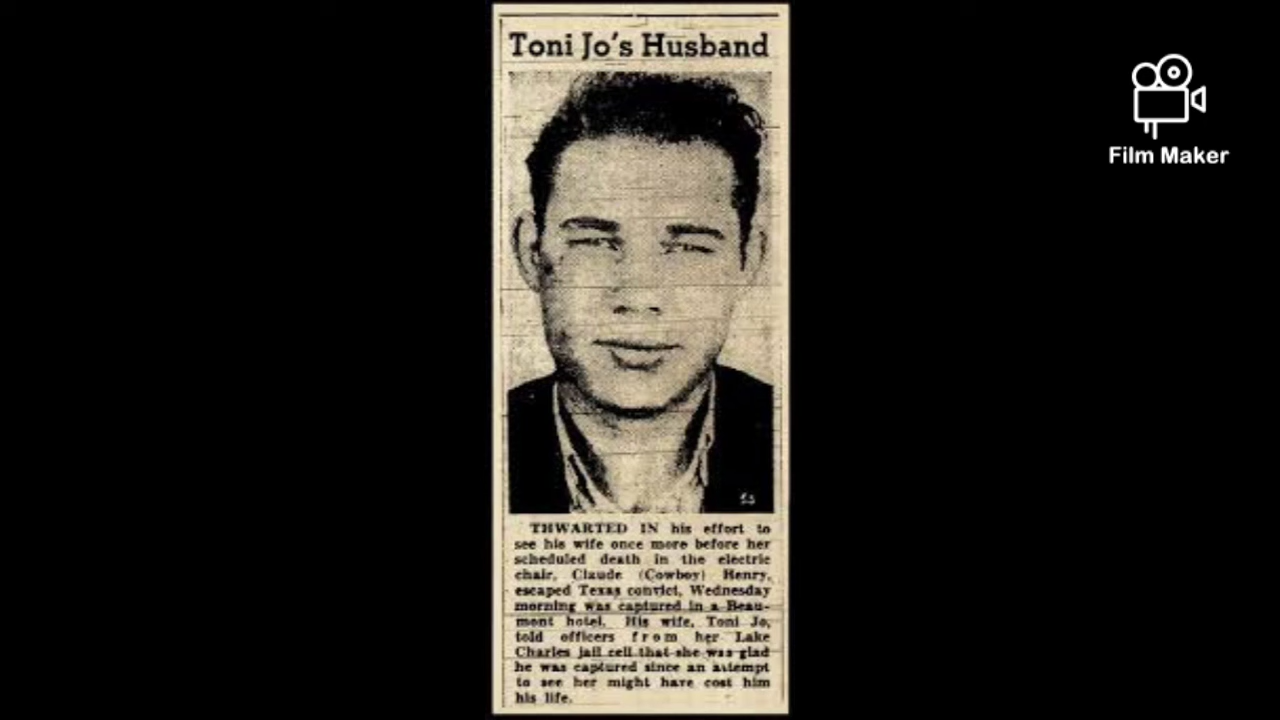 Toni Jo's Husband
Film Maker
THWARTED IN his effort to
see his wife once more before her
scheduled death in the electric
chair, Claude (Cowboy) Henry,
escaped Texas convict, Wednesday
morning was captured in a Beau-
mont hotel. His wife, Toni Jo,
told officers from her Lake
Charles jail cell that she was glad
he was captured since an attempt
to see her might have cost him
his life.